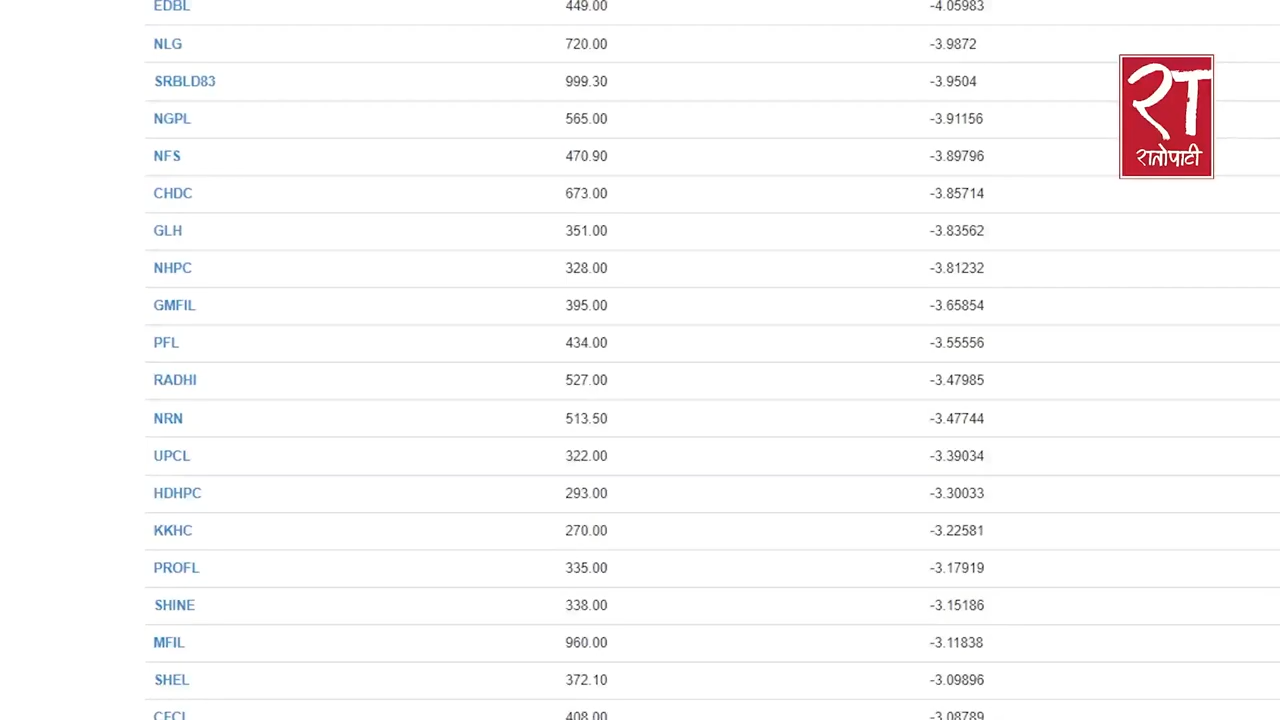 EDBL 449.00 -4.05983
NLG 720.00 -3.9872
SRBLD83 999.30 -3.9504
NGPL 565.00 -3.91156
NFS 470.90 -3.89796
CHDC 673.00 -3.85714
GLH 351.00 -3.83562
NHPC 328.00 -3.81232
GMFIL 395.00 -3.65854
PFL 434.00 -3.55556
RADHI 527.00 -3.47985
NRN 513.50 -3.47744
UPCL 322.00 -3.39034
HDHPC 293.00 -3.30033
KKHC 270.00 -3.22581
PROFL 335.00 -3.17919
SHINE 338.00 -3.15186
MFIL 960.00 -3.11838
SHEL 372.10 -3.09896
CFCL 408.00 -3.08789
रा
रातोपाटी